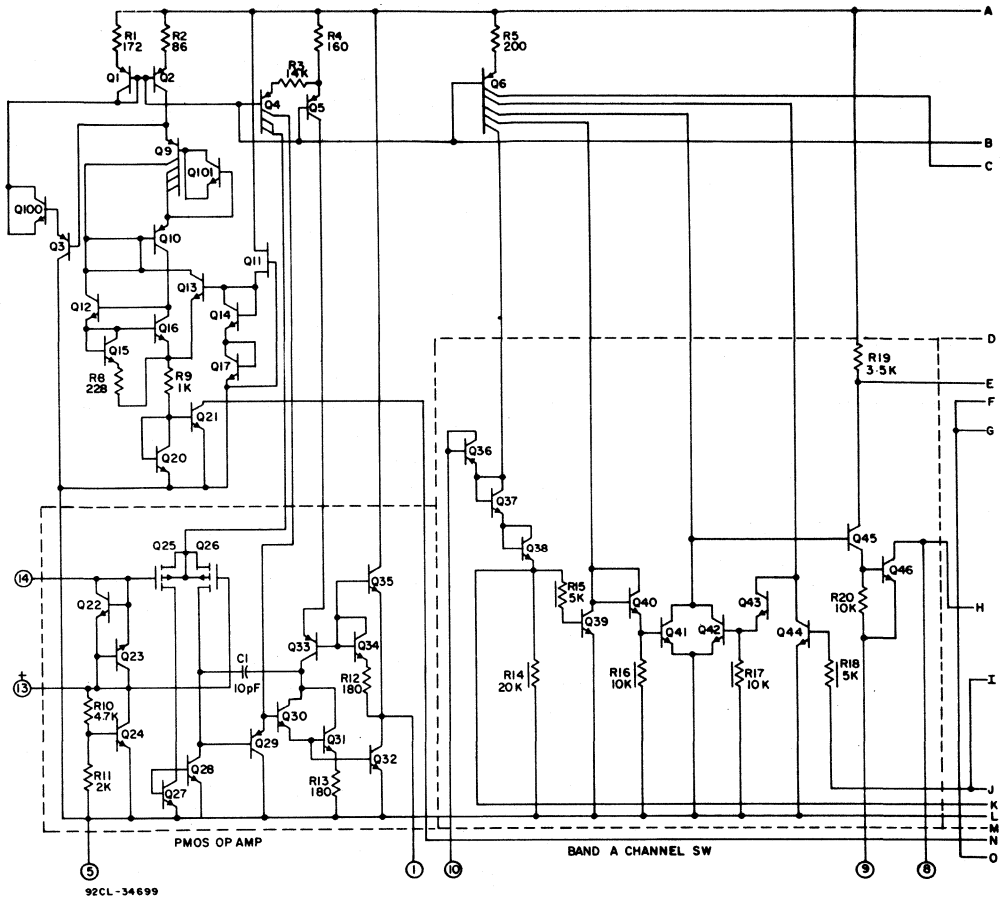 A
R1
172
R2
86
R4
160
R5
200
R3
14K
Q1
Q2
Q4
Q5
Q6
B
C
Q9
Q101
Q100
Q3
Q10
Q11
Q13
Q12
Q14
Q16
Q15
Q17
D
R19
3.5K
R8
228
R9
1K
E
F
Q21
G
Q20
Q36
Q37
Q25
Q26
Q38
Q45
Q46
14
Q22
Q35
R15
5K
Q39
Q40
Q43
R20
10K
H
Q41
Q42
Q44
Q23
Q33
Q34
C1
10pF
R12
180
+
13
R14
20K
R16
10K
R17
10K
R18
5K
I
R10
4.7K
Q24
Q30
Q31
Q29
Q32
R11
2K
Q28
Q27
R13
180
J
K
L
M
N
O
PMOS OP AMP
BAND A CHANNEL SW
5
1
10
9
8
92CL-34699